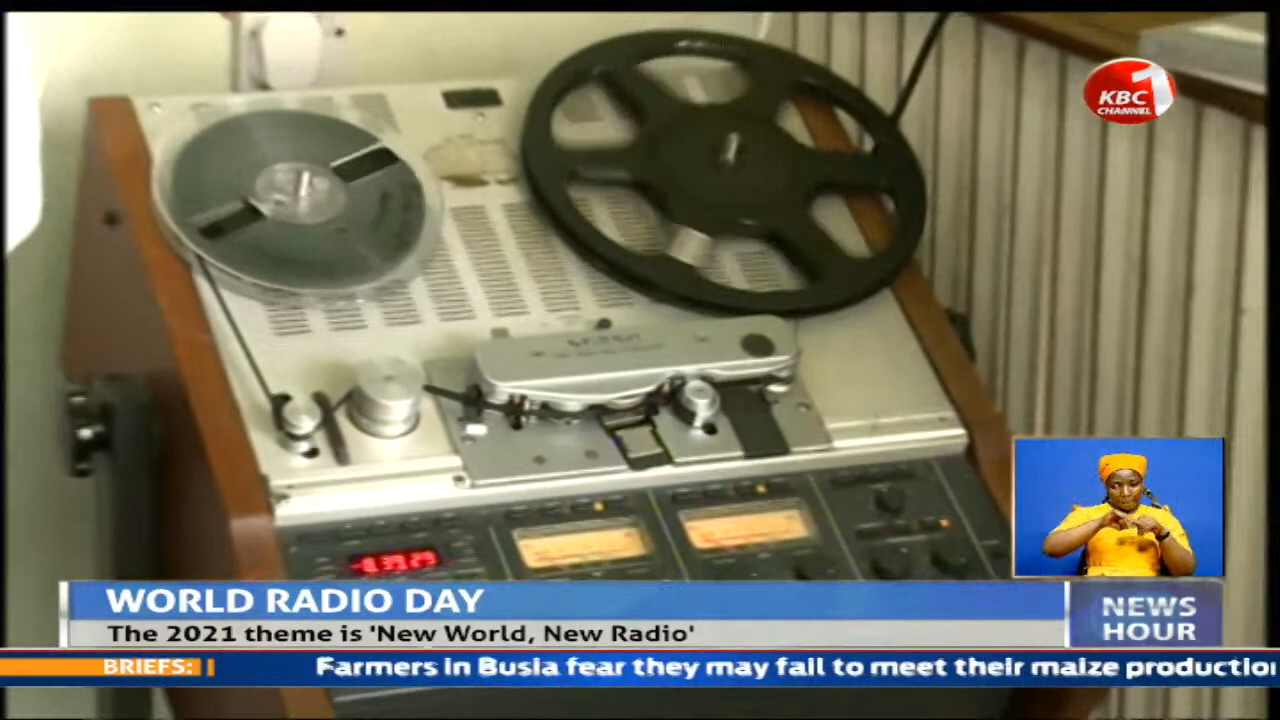 KBC 1
CHANNEL
WORLD RADIO DAY
The 2021 theme is 'New World, New Radio'
NEWS
HOUR
BRIEFS:
Farmers in Busia fear they may fail to meet their maize production